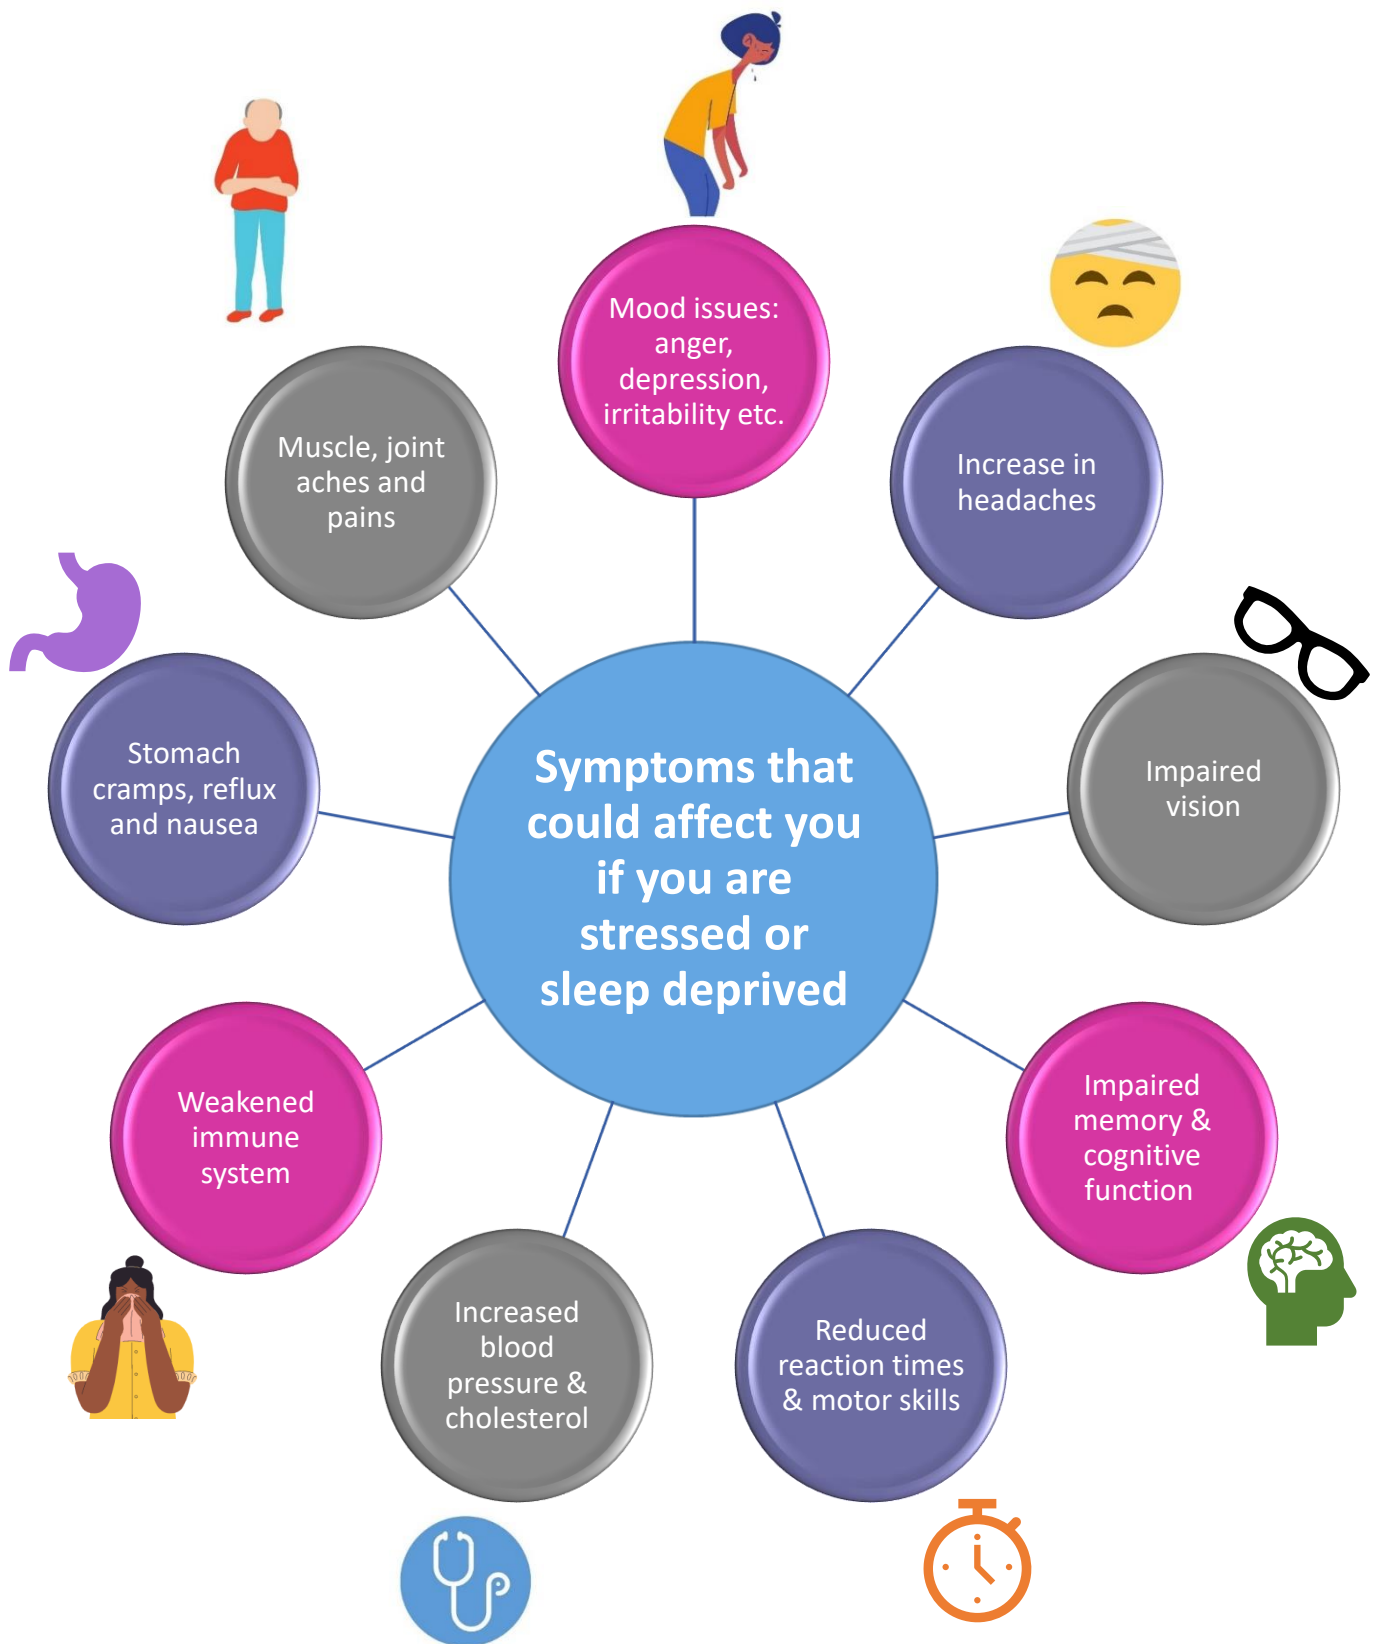 Mood issues:
anger,
depression,
irritability etc.
Increase in
headaches
Impaired
vision
Impaired
memory &
cognitive
function
Reduced
reaction times
& motor skills
Increased
blood
pressure &
cholesterol
Weakened
immune
system
Stomach
cramps, reflux
and nausea
Muscle, joint
aches and
pains
Symptoms that
could affect you
if you are
stressed or
sleep deprived